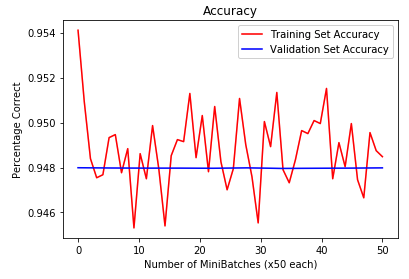 Accuracy
Training Set Accuracy
Validation Set Accuracy
Percentage Correct
0.954
0.952
0.950
0.948
0.946
0 10 20 30 40 50
Number of MiniBatches (x50 each)